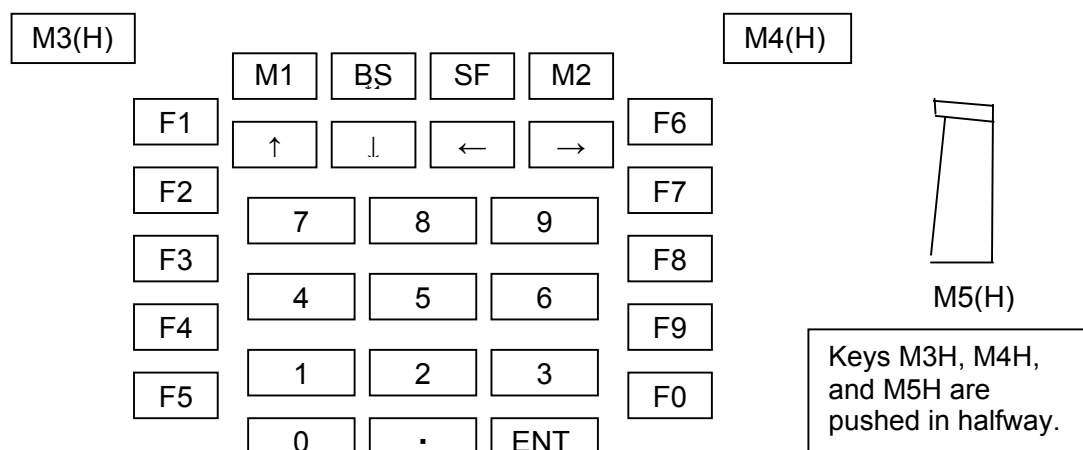 M3(H) M4(H)
M1 BS SF M2
F1 F6
↑ ↓ ← →
F2 F7
7 8 9
F3 F8
4 5 6
M5(H)
F4 F9
Keys M3H, M4H,
1 2 3
and M5H are
F5 F0
pushed in halfway.
0 . ENT